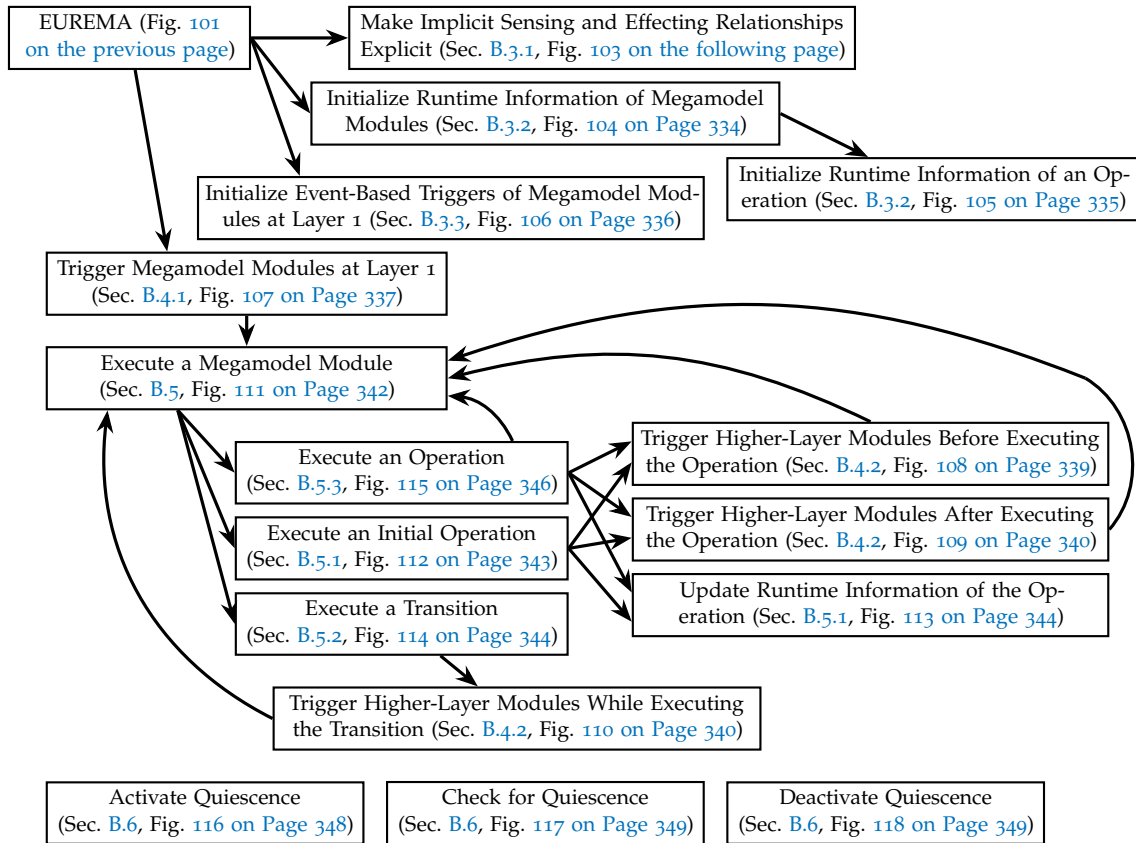 EUREMA (Fig. 101
on the previous page)
Make Implicit Sensing and Effecting Relationships
Explicit (Sec. B.3.1, Fig. 103 on the following page)
Initialize Runtime Information of Megamodel
Modules (Sec. B.3.2, Fig. 104 on Page 334)
Initialize Runtime Information of an Op-
eration (Sec. B.3.2, Fig. 105 on Page 335)
Initialize Event-Based Triggers of Megamodel Mod-
ules at Layer 1 (Sec. B.3.3, Fig. 106 on Page 336)
Trigger Megamodel Modules at Layer 1
(Sec. B.4.1, Fig. 107 on Page 337)
Execute a Megamodel Module
(Sec. B.5, Fig. 111 on Page 342)
Execute an Operation
(Sec. B.5.3, Fig. 115 on Page 346)
Trigger Higher-Layer Modules Before Executing
the Operation (Sec. B.4.2, Fig. 108 on Page 339)
Execute an Initial Operation
(Sec. B.5.1, Fig. 112 on Page 343)
Trigger Higher-Layer Modules After Executing
the Operation (Sec. B.4.2, Fig. 109 on Page 340)
Execute a Transition
(Sec. B.5.2, Fig. 114 on Page 344)
Update Runtime Information of the Op-
eration (Sec. B.5.1, Fig. 113 on Page 344)
Trigger Higher-Layer Modules While Executing
the Transition (Sec. B.4.2, Fig. 110 on Page 340)
Activate Quiescence
(Sec. B.6, Fig. 116 on Page 348)
Check for Quiescence
(Sec. B.6, Fig. 117 on Page 349)
Deactivate Quiescence
(Sec. B.6, Fig. 118 on Page 349)